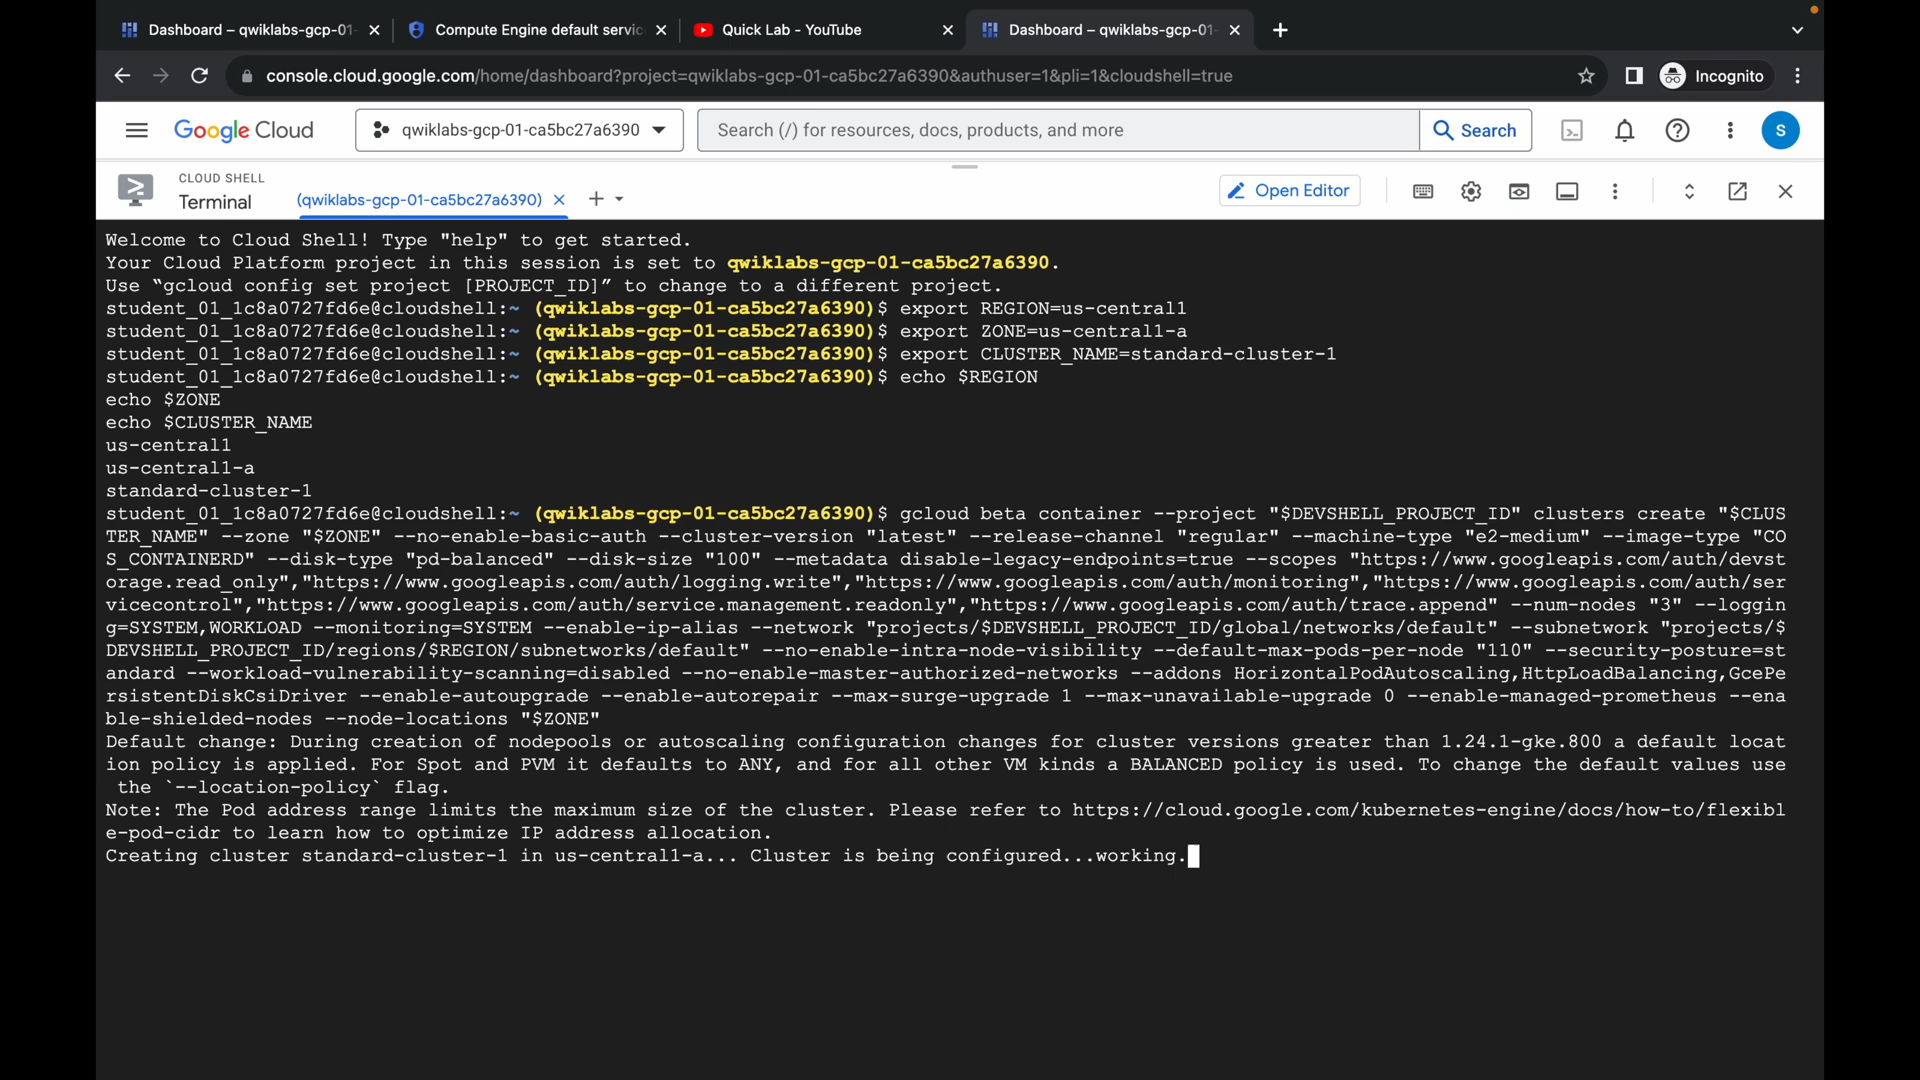 Dashboard – qwiklabs-gcp-01-
Compute Engine default servic
Quick Lab - YouTube
Dashboard – qwiklabs-gcp-01-
console.cloud.google.com/home/dashboard?project=qwiklabs-gcp-01-ca5bc27a6390&authuser=1&pli=1&cloudshell=true
Incognito
Google Cloud
qwiklabs-gcp-01-ca5bc27a6390
Search (/) for resources, docs, products, and more
Search
S
CLOUD SHELL
Terminal
(qwiklabs-gcp-01-ca5bc27a6390)
Open Editor
Welcome to Cloud Shell! Type "help" to get started.
Your Cloud Platform project in this session is set to qwiklabs-gcp-01-ca5bc27a6390.
Use “gcloud config set project [PROJECT_ID]” to change to a different project.
student_01_1c8a0727fd6e@cloudshell:~ (qwiklabs-gcp-01-ca5bc27a6390)$ export REGION=us-central1
student_01_1c8a0727fd6e@cloudshell:~ (qwiklabs-gcp-01-ca5bc27a6390)$ export ZONE=us-central1-a
student_01_1c8a0727fd6e@cloudshell:~ (qwiklabs-gcp-01-ca5bc27a6390)$ export CLUSTER_NAME=standard-cluster-1
student_01_1c8a0727fd6e@cloudshell:~ (qwiklabs-gcp-01-ca5bc27a6390)$ echo $REGION
echo $ZONE
echo $CLUSTER_NAME
us-central1
us-central1-a
standard-cluster-1
student_01_1c8a0727fd6e@cloudshell:~ (qwiklabs-gcp-01-ca5bc27a6390)$ gcloud beta container --project "$DEVSHELL_PROJECT_ID" clusters create "$CLUS
TER_NAME" --zone "$ZONE" --no-enable-basic-auth --cluster-version "latest" --release-channel "regular" --machine-type "e2-medium" --image-type "CO
S_CONTAINERD" --disk-type "pd-balanced" --disk-size "100" --metadata disable-legacy-endpoints=true --scopes "https://www.googleapis.com/auth/devst
orage.read_only","https://www.googleapis.com/auth/logging.write","https://www.googleapis.com/auth/monitoring","https://www.googleapis.com/auth/ser
vicecontrol","https://www.googleapis.com/auth/service.management.readonly","https://www.googleapis.com/auth/trace.append" --num-nodes "3" --loggin
g=SYSTEM,WORKLOAD --monitoring=SYSTEM --enable-ip-alias --network "projects/$DEVSHELL_PROJECT_ID/global/networks/default" --subnetwork "projects/$
DEVSHELL_PROJECT_ID/regions/$REGION/subnetworks/default" --no-enable-intra-node-visibility --default-max-pods-per-node "110" --security-posture=st
andard --workload-vulnerability-scanning=disabled --no-enable-master-authorized-networks --addons HorizontalPodAutoscaling,HttpLoadBalancing,GcePe
rsistentDiskCsiDriver --enable-autoupgrade --enable-autorepair --max-surge-upgrade 1 --max-unavailable-upgrade 0 --enable-managed-prometheus --ena
ble-shielded-nodes --node-locations "$ZONE"
Default change: During creation of nodepools or autoscaling configuration changes for cluster versions greater than 1.24.1-gke.800 a default locat
ion policy is applied. For Spot and PVM it defaults to ANY, and for all other VM kinds a BALANCED policy is used. To change the default values use
the `--location-policy` flag.
Note: The Pod address range limits the maximum size of the cluster. Please refer to https://cloud.google.com/kubernetes-engine/docs/how-to/flexibl
e-pod-cidr to learn how to optimize IP address allocation.
Creating cluster standard-cluster-1 in us-central1-a... Cluster is being configured...working.